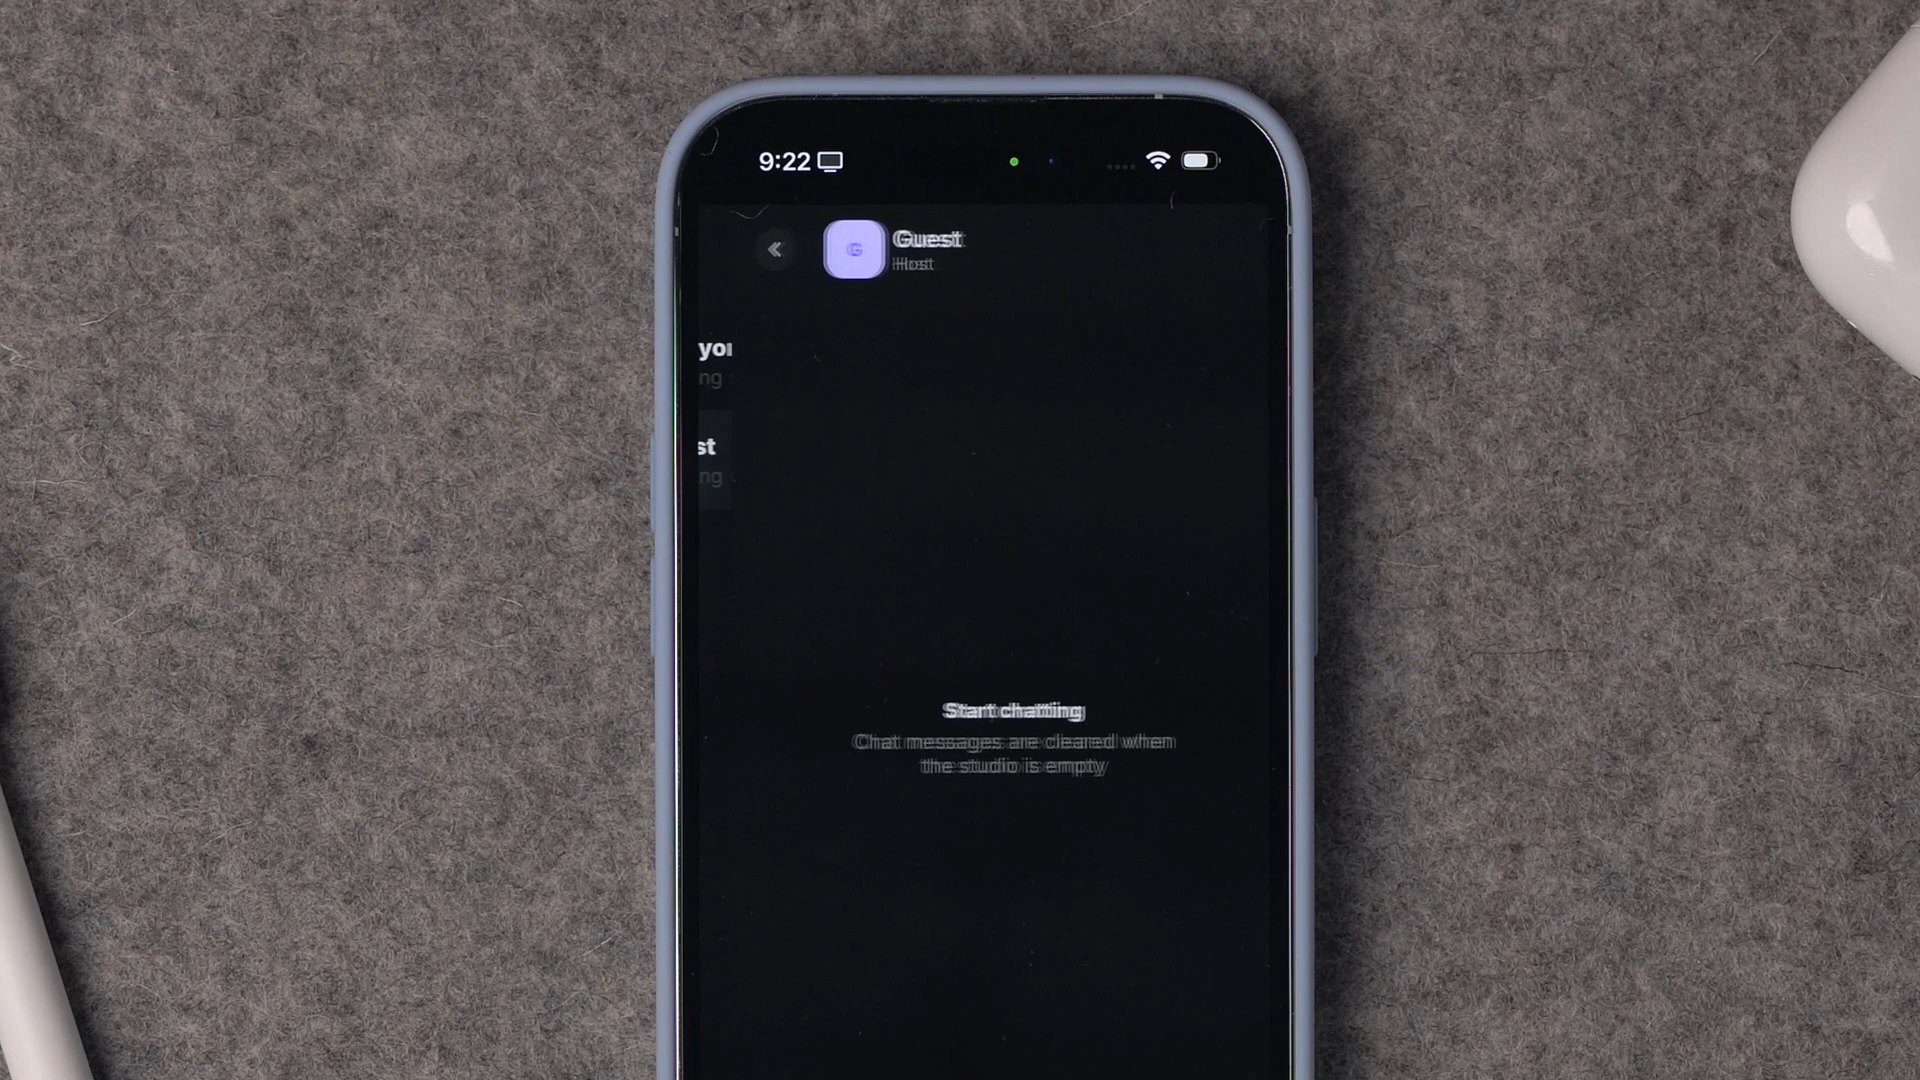 9:22
G
Guest
Host
yo
ng
st
ng
Start chatting
Chat messages are cleared when
the studio is empty